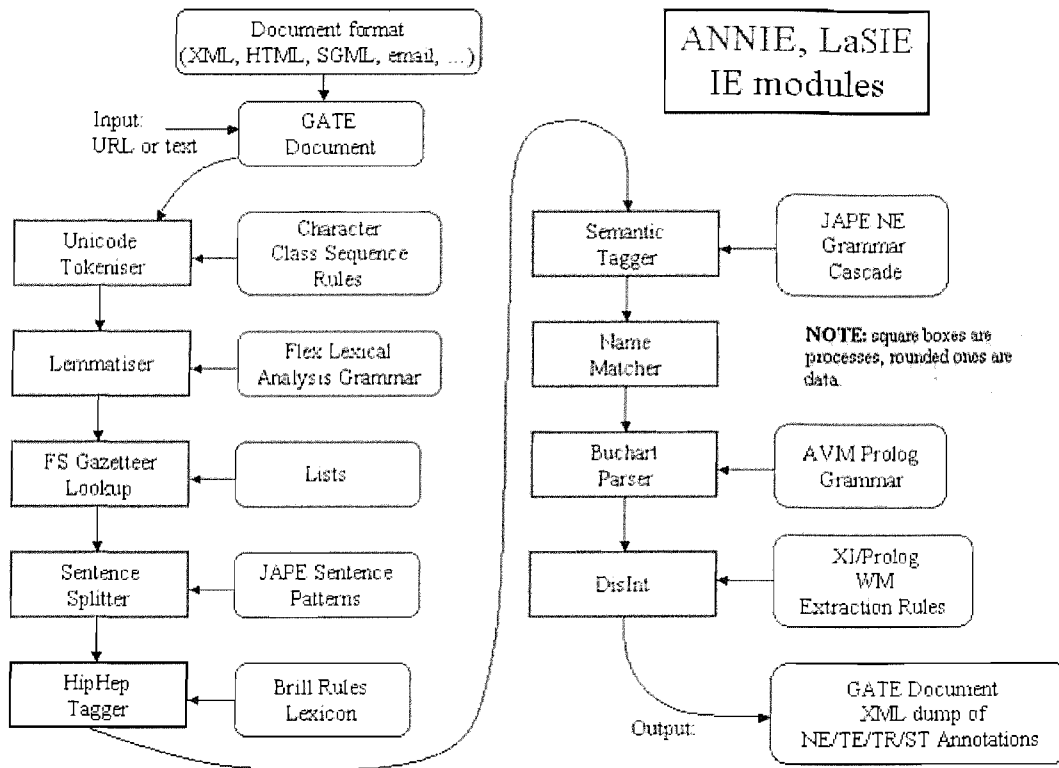 Document format
(XML, HTML, SGML, email, ...)
ANNIE, LaSIE
IE modules
Input:
URL or text
GATE
Document
Unicode
Tokeniser
Character
Class Sequence
Rules
Lemmatiser
Flex Lexical
Analysis Grammar
FS Gazetteer
Lookup
Lists
Sentence
Splitter
JAPE Sentence
Patterns
HipHep
Tagger
Brill Rules
Lexicon
Semantic
Tagger
JAPE NE
Grammar
Cascade
Name
Matcher
NOTE: square boxes are
processes, rounded ones are
data.
Buchart
Parser
AVM Prolog
Grammar
DisInt
XI/Prolog
WM
Extraction Rules
Output:
GATE Document
XML dump of
NE/TE/TR/ST Annotations